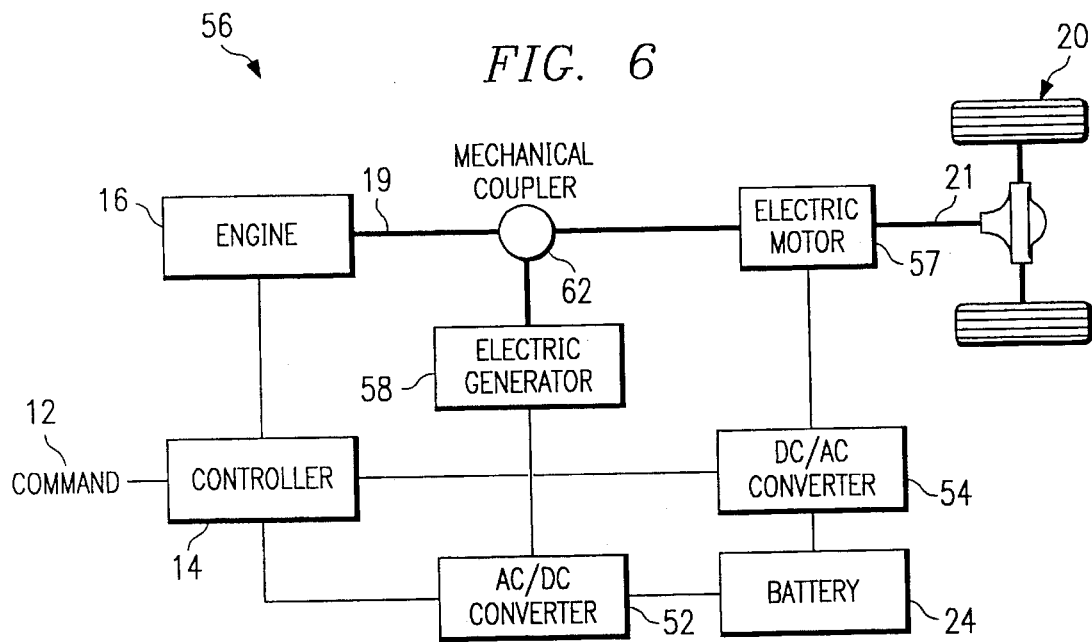 56
FIG. 6
20
MECHANICAL
COUPLER
16
ENGINE
19
62
ELECTRIC
MOTOR
21
57
ELECTRIC
GENERATOR
58
12
COMMAND
CONTROLLER
14
DC/AC
CONVERTER
54
AC/DC
CONVERTER
52
BATTERY
24